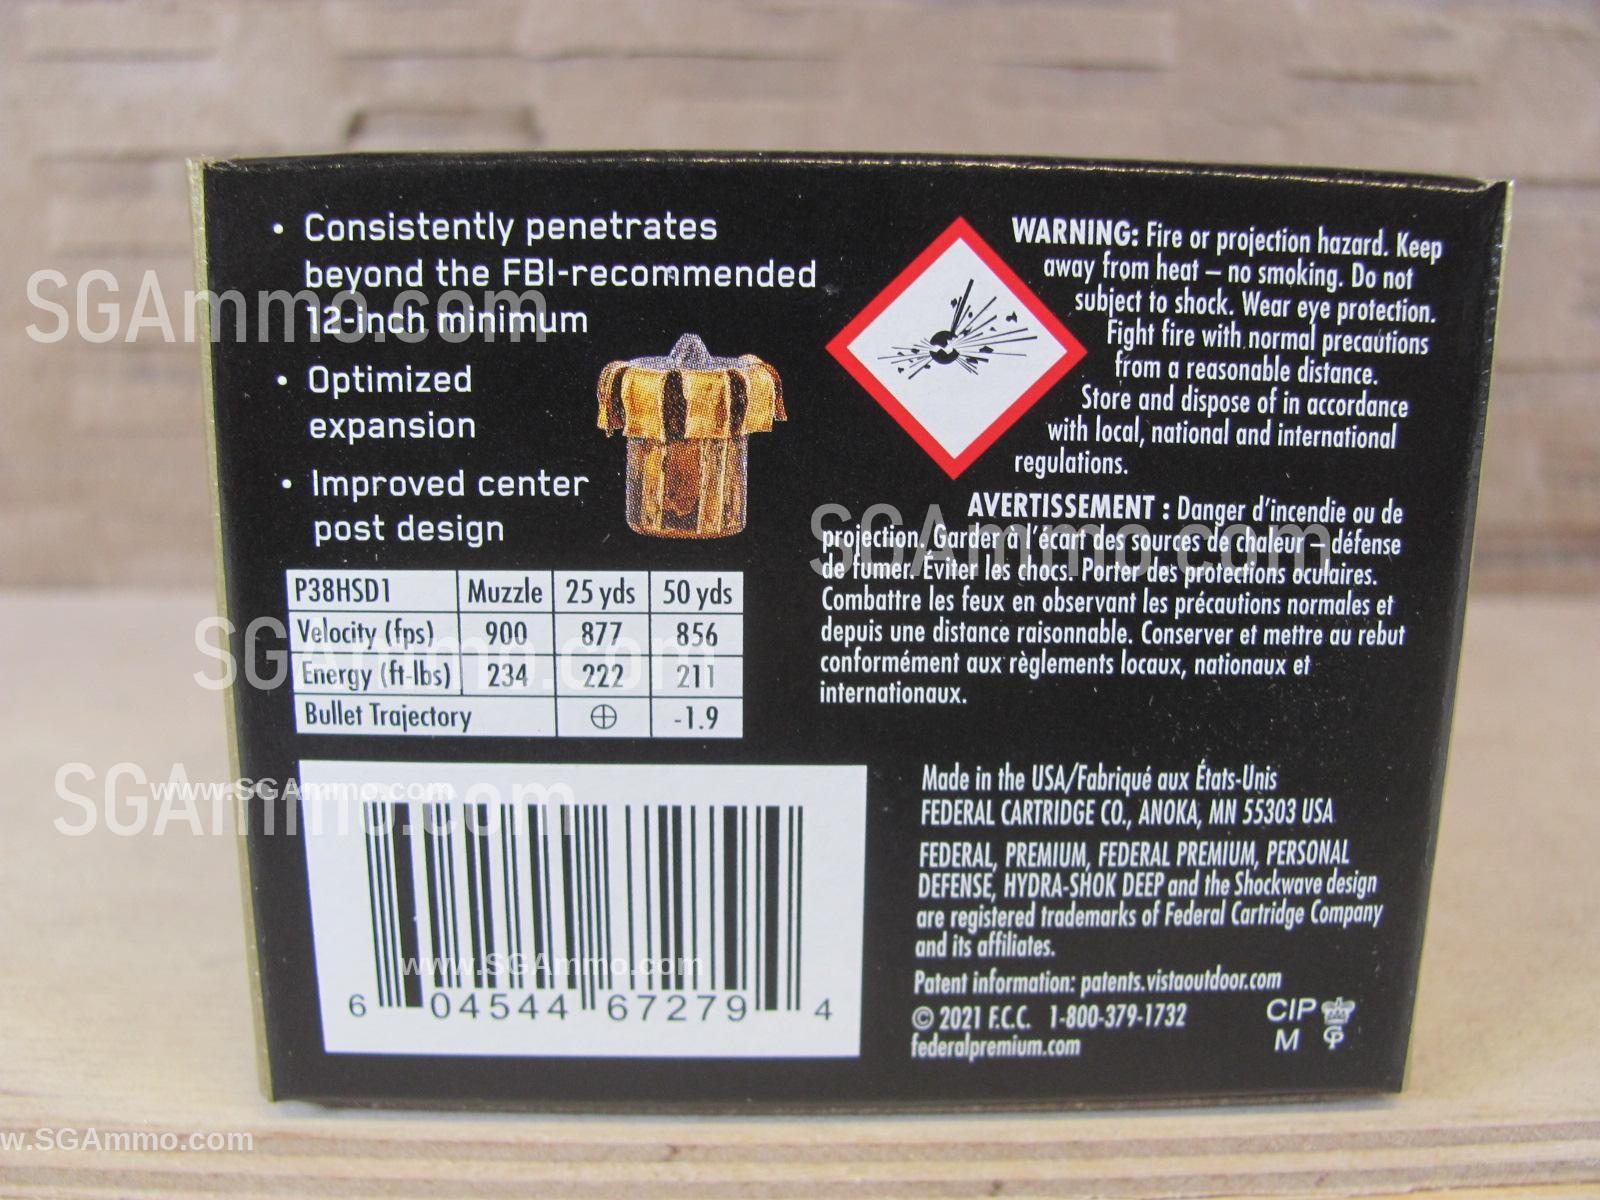 • Consistently penetrates
beyond the FBI-recommended
12-inch minimum
• Optimized
expansion
• Improved center
post design
P38HSD1 Muzzle 25 yds 50 yds
Velocity (fps) 900 877 856
Energy (ft-lbs) 234 222 211
Bullet Trajectory ⊕ -1.9
WARNING: Fire or projection hazard. Keep
away from heat – no smoking. Do not
subject to shock. Wear eye protection.
Fight fire with normal precautions
from a reasonable distance.
Store and dispose of in accordance
with local, national and international
regulations.
AVERTISSEMENT : Danger d'incendie ou de
projection. Garder à l'écart des sources de chaleur – défense
de fumer. Éviter les chocs. Porter des protections oculaires.
Combattre les feux en observant les précautions normales et
depuis une distance raisonnable. Conserver et mettre au rebut
conformément aux règlements locaux, nationaux et
internationaux.
6 04544 67279 4
Made in the USA/Fabriqué aux États-Unis
FEDERAL CARTRIDGE CO., ANOKA, MN 55303 USA
FEDERAL, PREMIUM, FEDERAL PREMIUM, PERSONAL
DEFENSE, HYDRA-SHOK DEEP and the Shockwave design
are registered trademarks of Federal Cartridge Company
and its affiliates.
Patent information: patents.vistaoutdoor.com
© 2021 F.C.C. 1-800-379-1732
federalpremium.com
CIP
M
SGAmmo.com
SGAmmo.com
SGAmmo.com
SGAmmo.com
www.SGAmmo.com
www.SGAmmo.com
w.SGAmmo.com